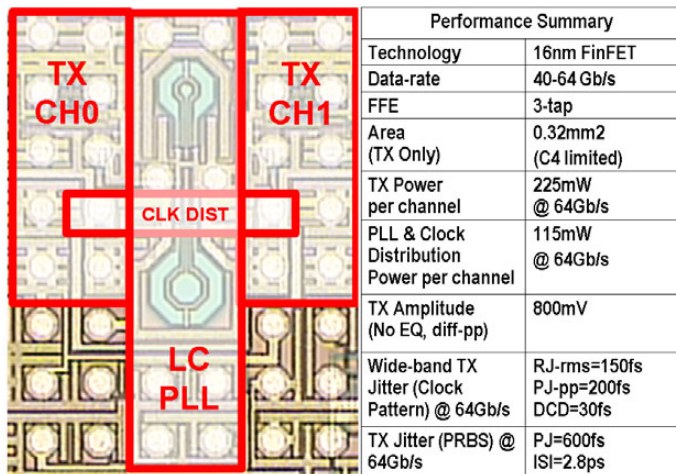 TX
CH0
TX
CH1
CLK DIST
LC
PLL
Performance Summary
Technology 16nm FinFET
Data-rate 40-64 Gb/s
FFE 3-tap
Area 0.32mm2
(TX Only) (C4 limited)
TX Power 225mW
per channel @ 64Gb/s
PLL & Clock 115mW
Distribution @ 64Gb/s
Power per channel
TX Amplitude 800mV
(No EQ, diff-pp)
Wide-band TX RJ-rms=150fs
Jitter (Clock PJ-pp=200fs
Pattern) @ 64Gb/s DCD=30fs
TX Jitter (PRBS) @ PJ=600fs
64Gb/s ISI=2.8ps